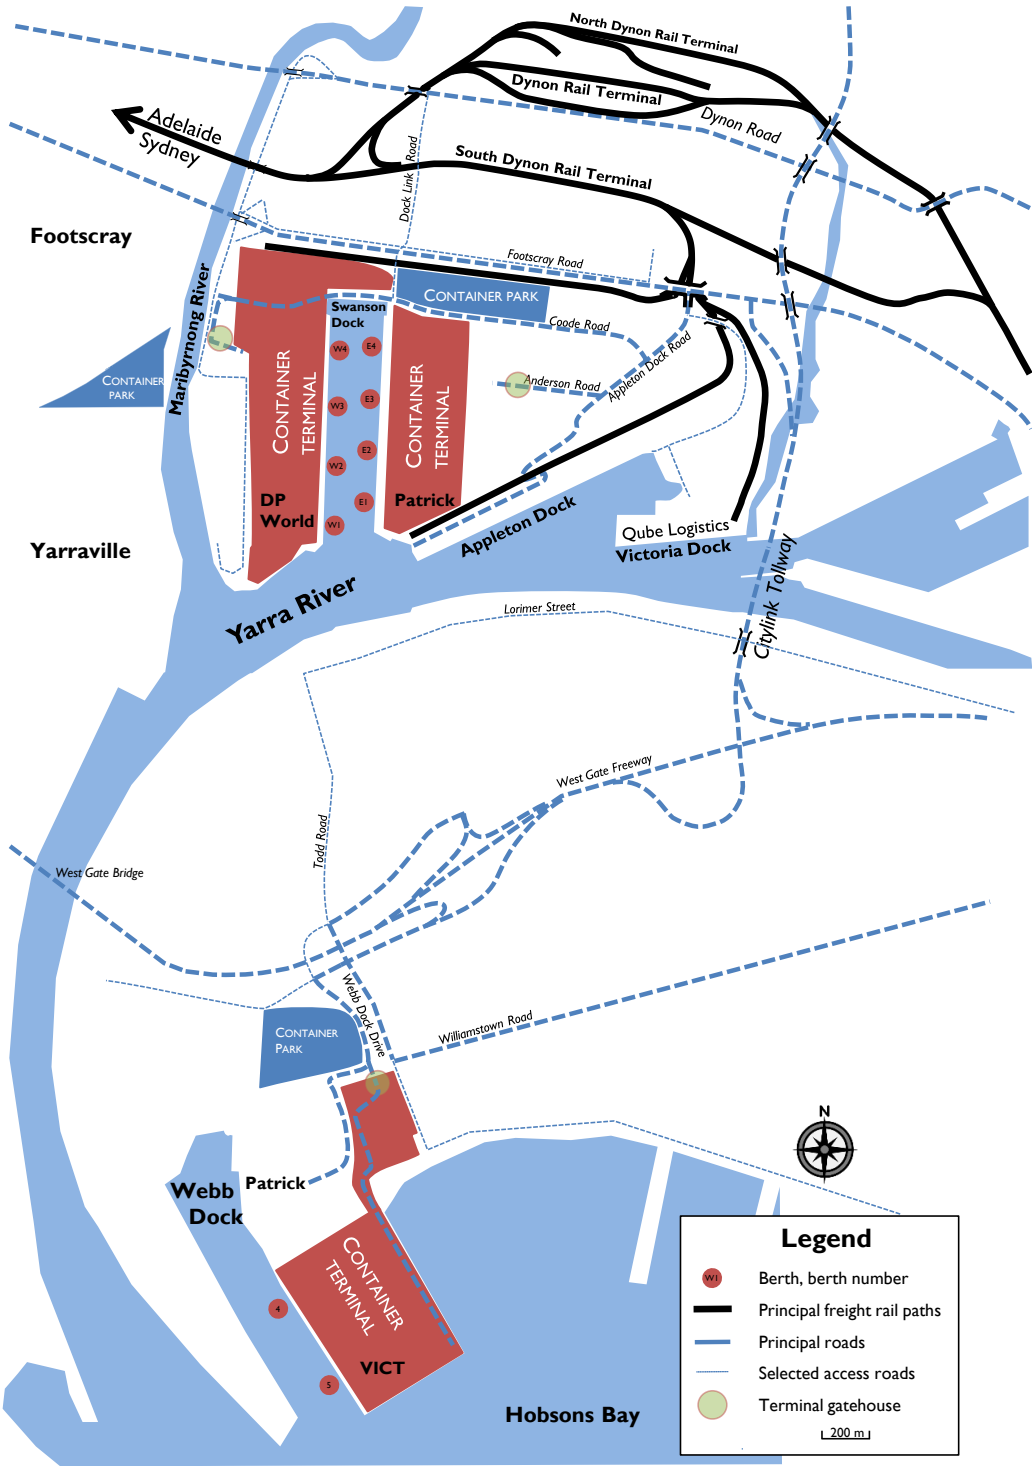 North Dynon Rail Terminal
Dynon Rail Terminal
Dynon Road
Adelaide
Sydney
Dock Link Road
South Dynon Rail Terminal
Footscray
Footscray Road
Maribyrnong River
CONTAINER PARK
Swanson
Dock
Coode Road
W4
E4
CONTAINER
PARK
CONTAINER
TERMINAL
CONTAINER
TERMINAL
Anderson Road
Appleton Dock Road
W3
E3
W2
E2
E1
W1
DP
World
Patrick
Appleton Dock
Qube Logistics
Victoria Dock
Yarraville
Yarra River
Citylink Tollway
Lorimer Street
West Gate Freeway
Todd Road
West Gate Bridge
Webb Dock Drive
CONTAINER
PARK
Williamstown Road
N
Patrick
Webb
Dock
CONTAINER
TERMINAL
4
5
VICT
Hobsons Bay
Legend
W1
Berth, berth number
Principal freight rail paths
Principal roads
Selected access roads
Terminal gatehouse
200 m